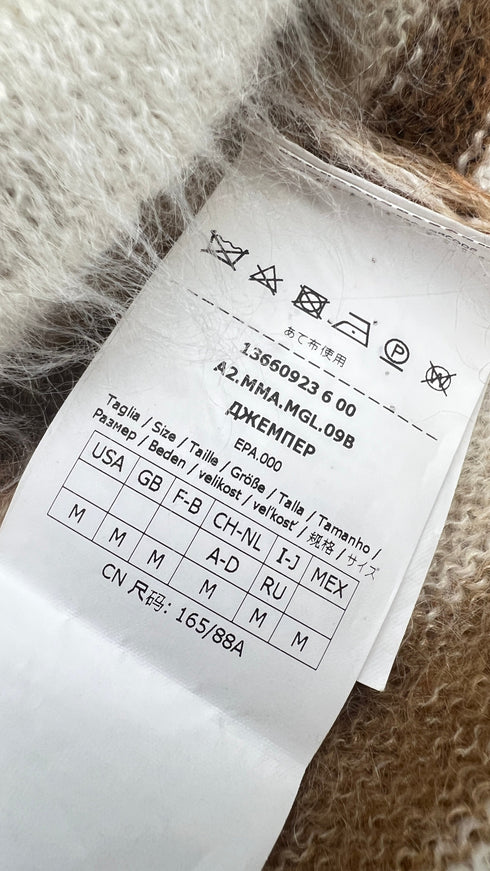 P W
あて布使用
13660923 6 00
A2.MMA.MGL.09B
ДЖЕМПЕР
EPA.000
Taglia / Size / Taille / Größe / Talla / Tamanho /
Размер / Beden / velikost / veľkosť / 规格 / サイズ
USA GB F-B CH-NL I-J MEX
A-D RU
M M M M M M
CN 尺码: 165/88A